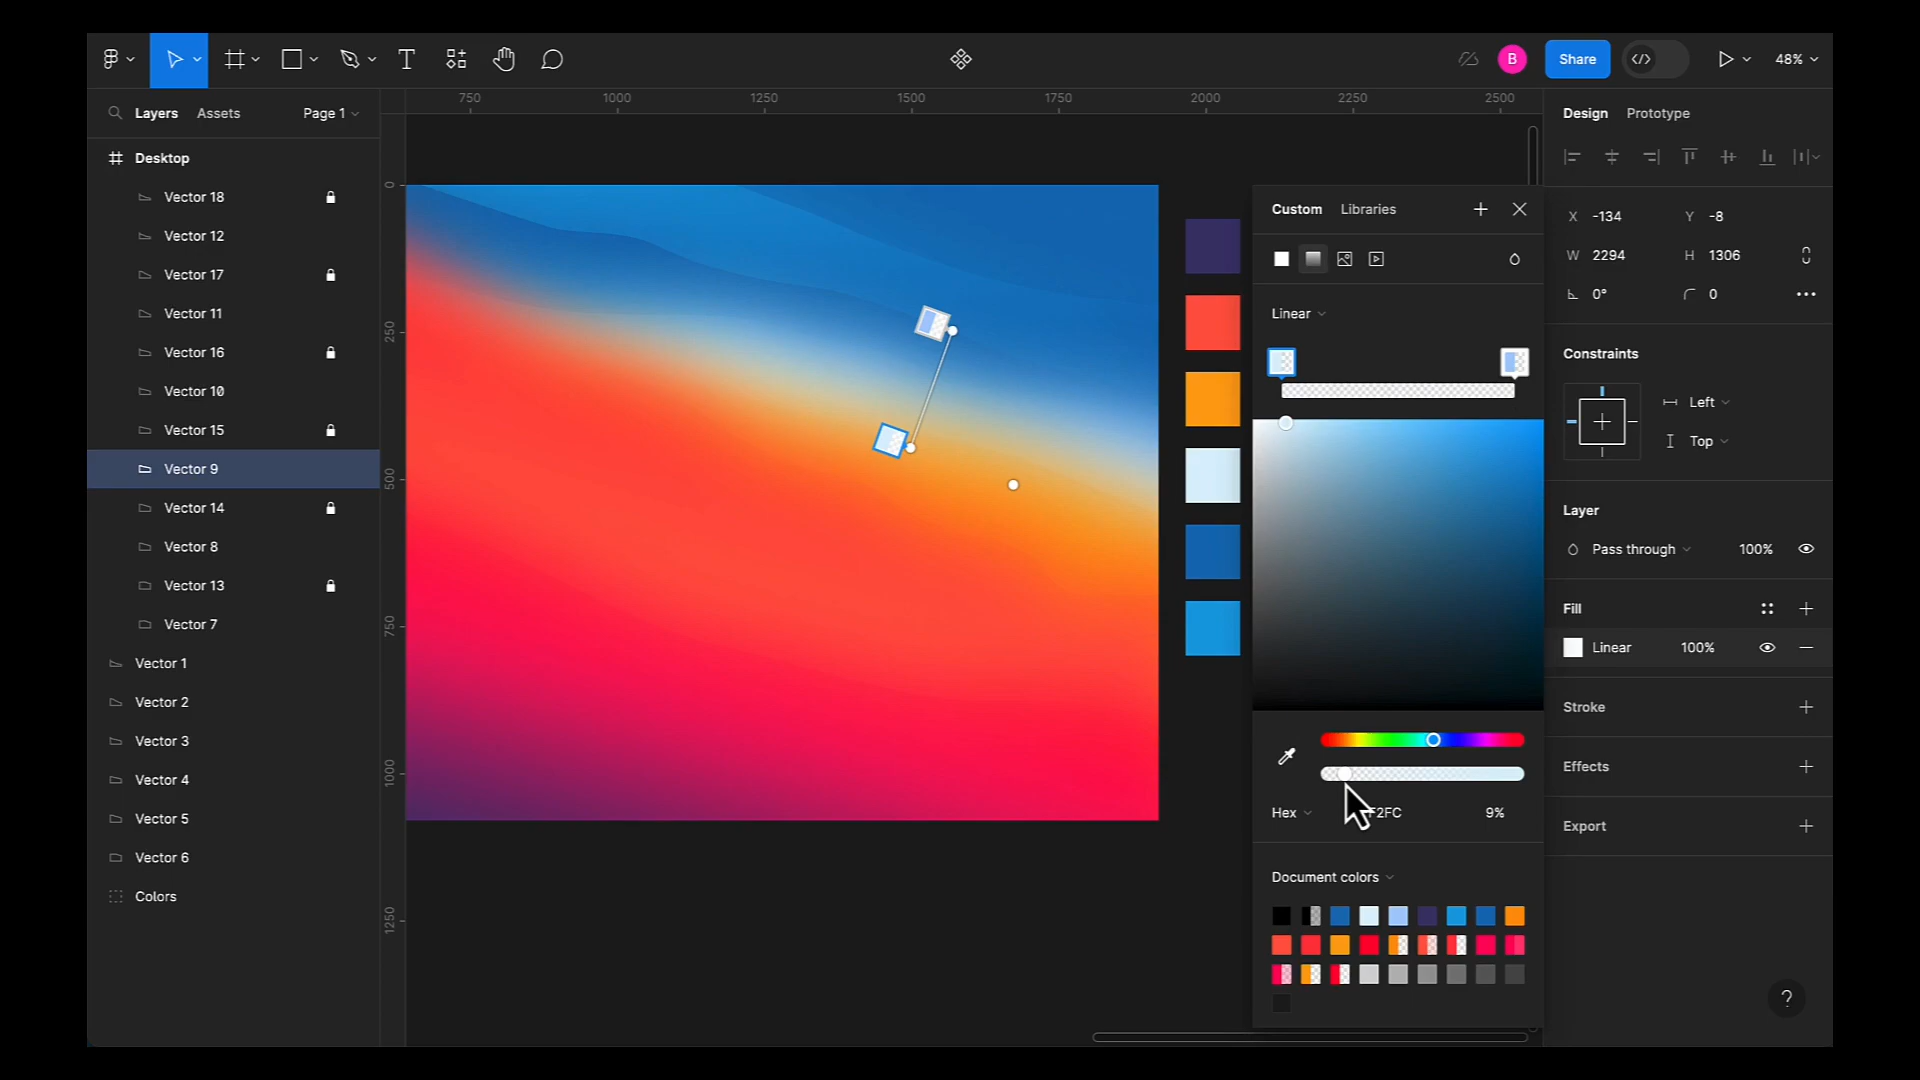 B
Share
48%
Layers
Assets
Page 1
750
1000
1250
1500
1750
2000
2250
2500
Design
Prototype
Desktop
Vector 18
Vector 12
Vector 17
Vector 11
Vector 16
Vector 10
Vector 15
Vector 9
Vector 14
Vector 8
Vector 13
Vector 7
Vector 1
Vector 2
Vector 3
Vector 4
Vector 5
Vector 6
Colors
0
250
500
750
1000
1250
Custom
Libraries
Linear
Hex
F2FC
9%
Document colors
X -134
Y -8
W 2294
H 1306
0°
0
Constraints
Left
Top
Layer
Pass through
100%
Fill
Linear
100%
Stroke
Effects
Export
?